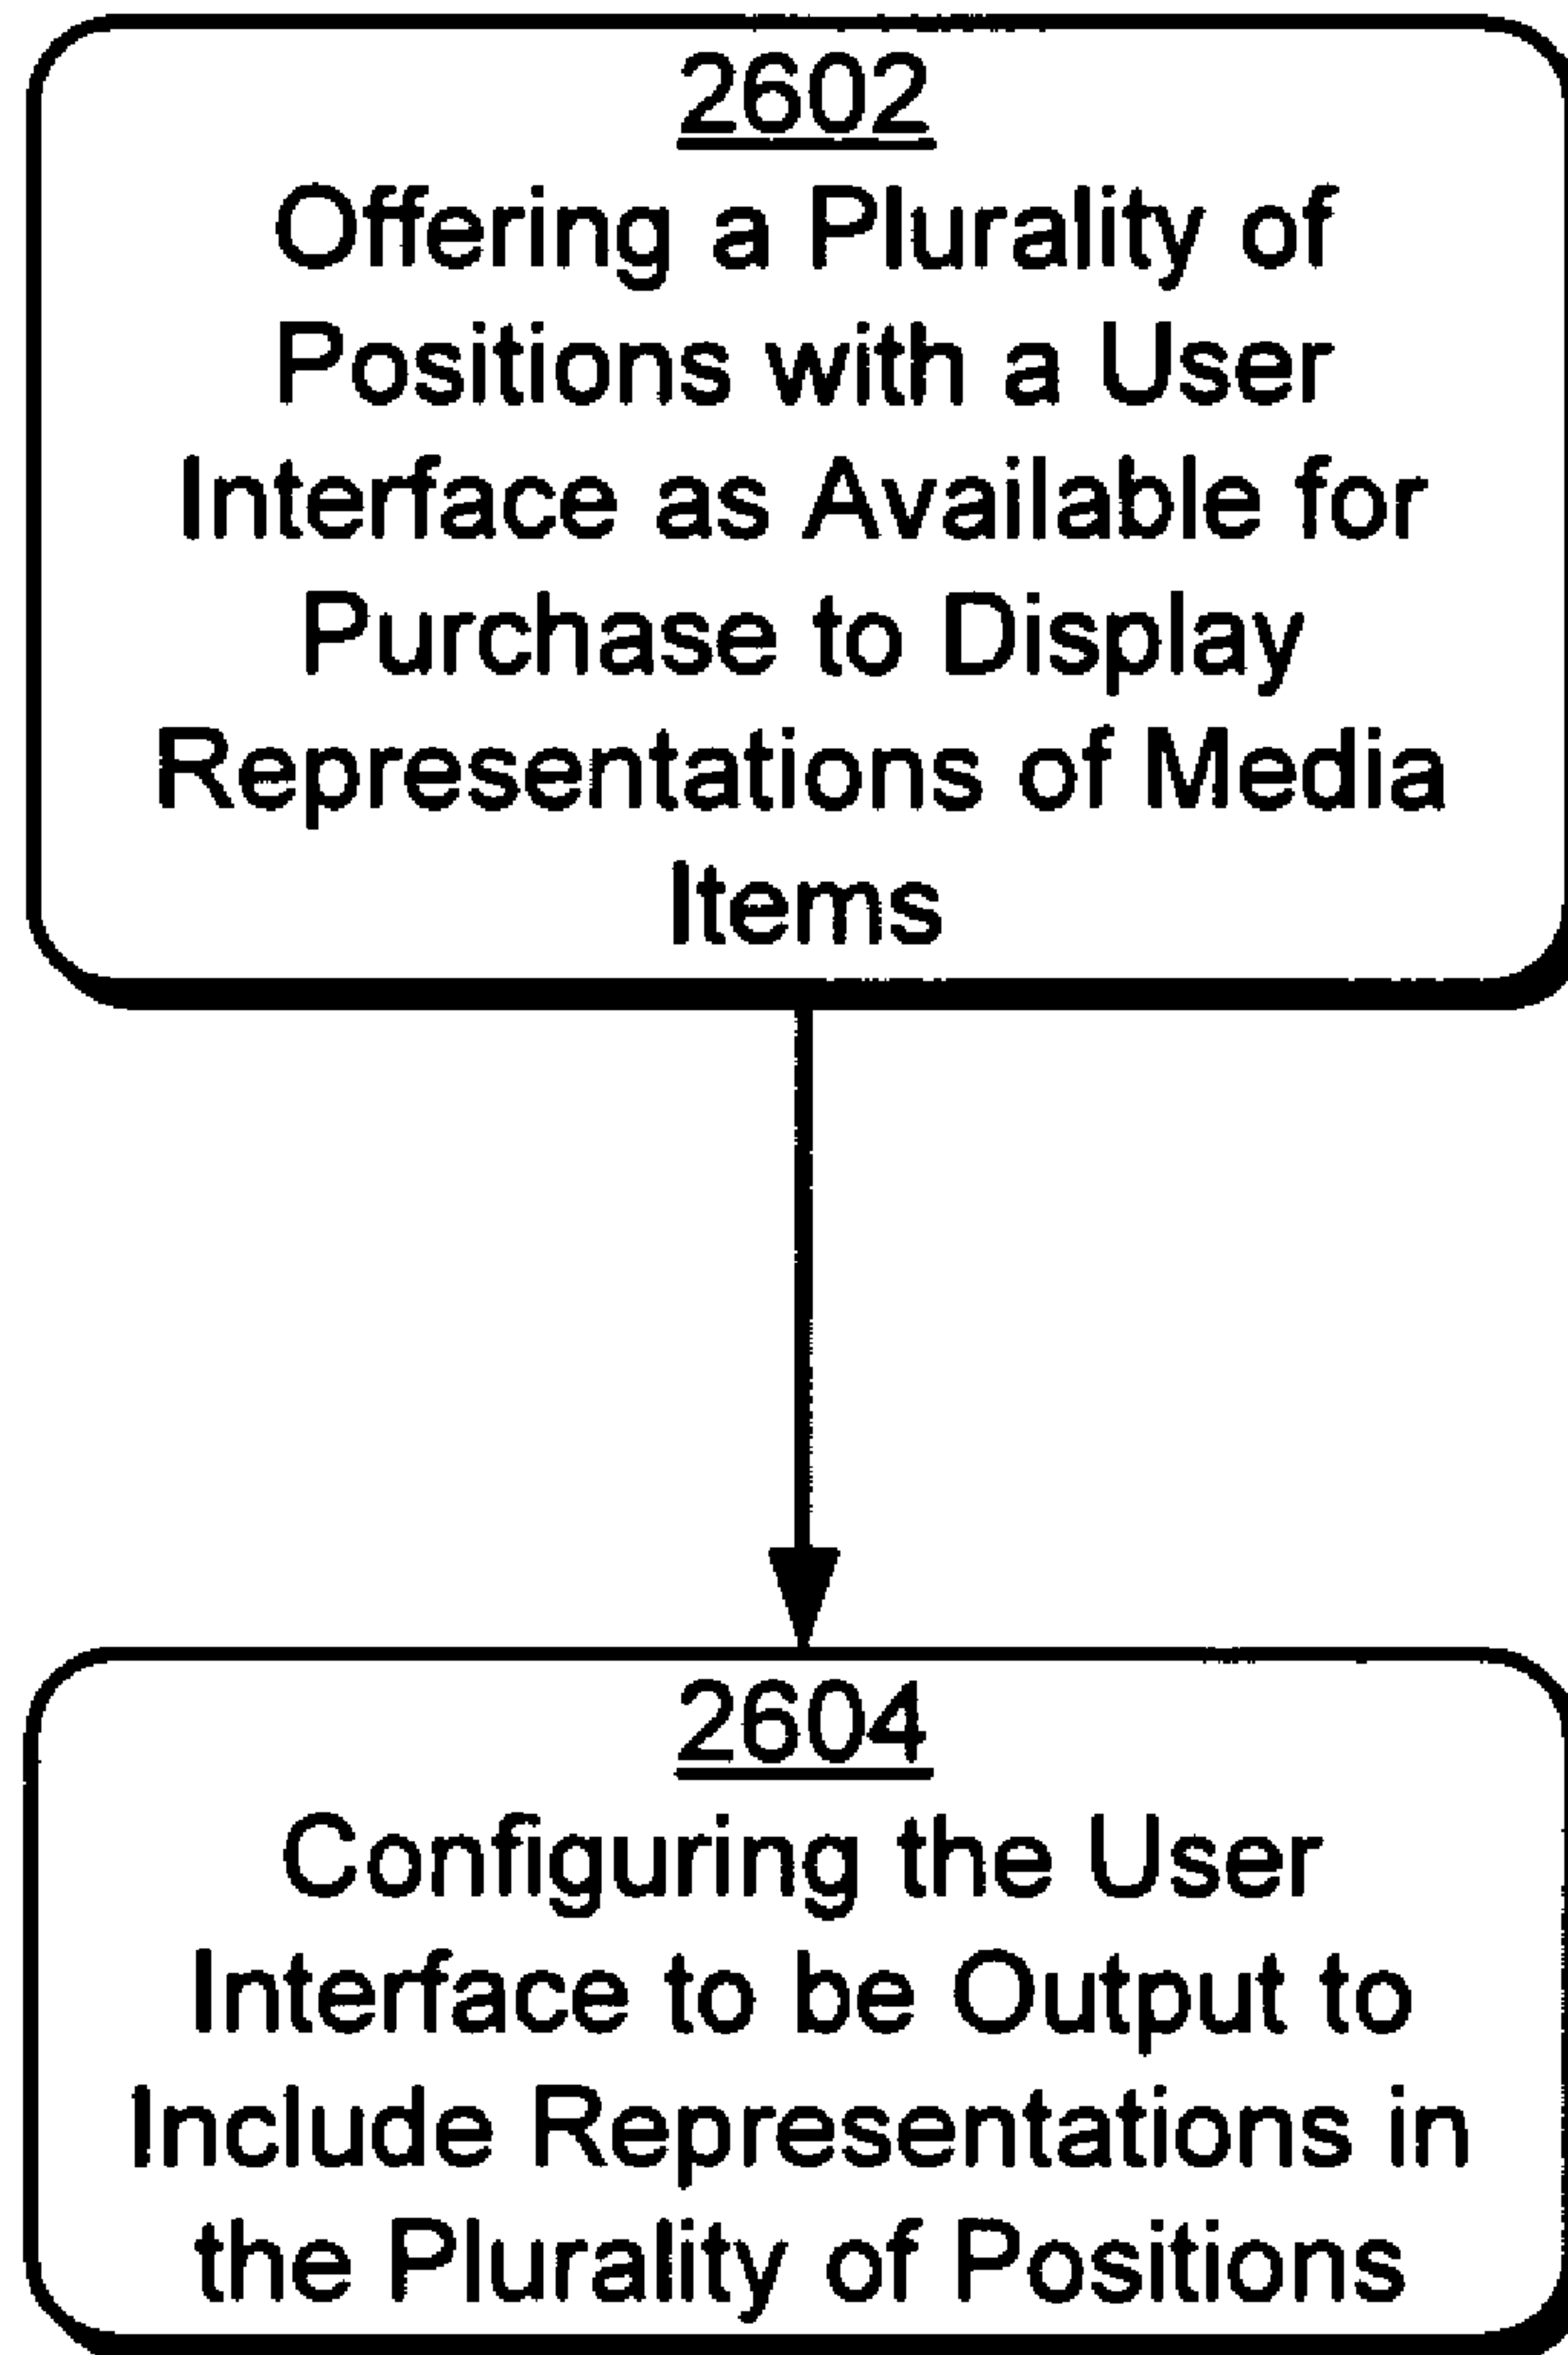 2602
Offering a Plurality of
Positions with a User
Interface as Available for
Purchase to Display
Representations of Media
Items
2604
Configuring the User
Interface to be Output to
Include Representations in
the Plurality of Positions